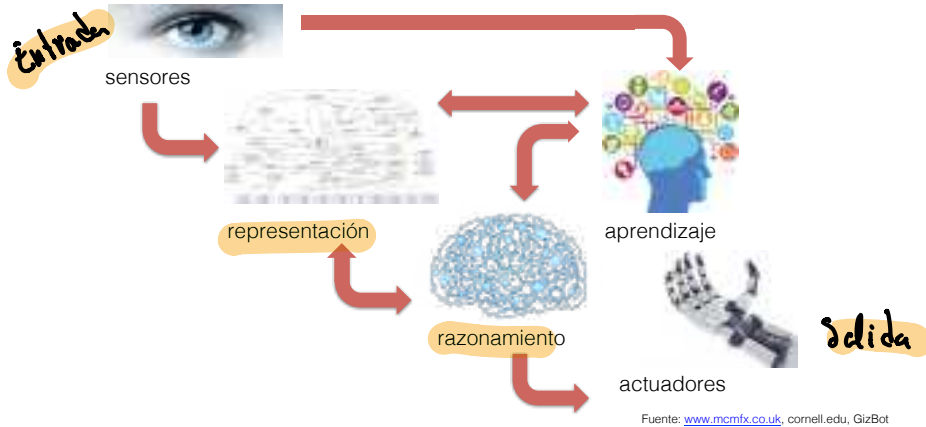 Entrada
sensores
representación
aprendizaje
razonamiento
Salida
actuadores
Fuente: www.mcmfx.co.uk, cornell.edu, GizBot